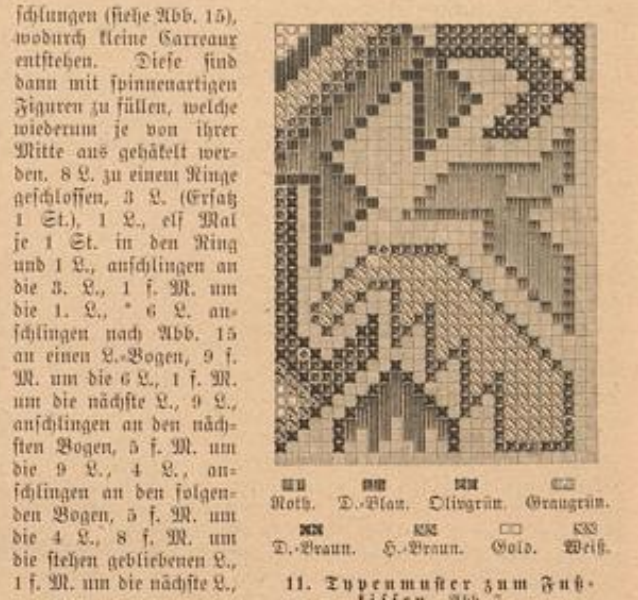 schlungen (siehe Abb. 15),
wodurch kleine Carreaux
entstehen. Diese sind
dann mit spinnenartigen
Figuren zu füllen, welche
wiederum je von ihrer
Mitte aus gehäkelt wer-
den. 8 L. zu einem Ringe
geschlossen, 3 L. (Ersatz
1 St.), 1 L., elf Mal
je 1 St. in den Ring
und 1 L., anschlingen an
die 3. L., 1 f. M. um
die 1. L., * 6 L. an-
schlingen nach Abb. 15
an einen L.-Bogen, 9 f.
M. um die 6 L., 1 f. M.
um die nächste L., 9 L.,
anschlingen an den näch-
sten Bogen, 5 f. M. um
die 9 L., 4 L., an-
schlingen an den folgen-
den Bogen, 5 f. M. um
die 4 L., 8 f. M. um
die stehen gebliebenen L.,
1 f. M. um die nächste L.,
Roth. D.-Blau. Olivgrün. Graugrün.
D.-Braun. H.-Braun. Gold. Weiß.
11. Typenmuster zum Fuß-